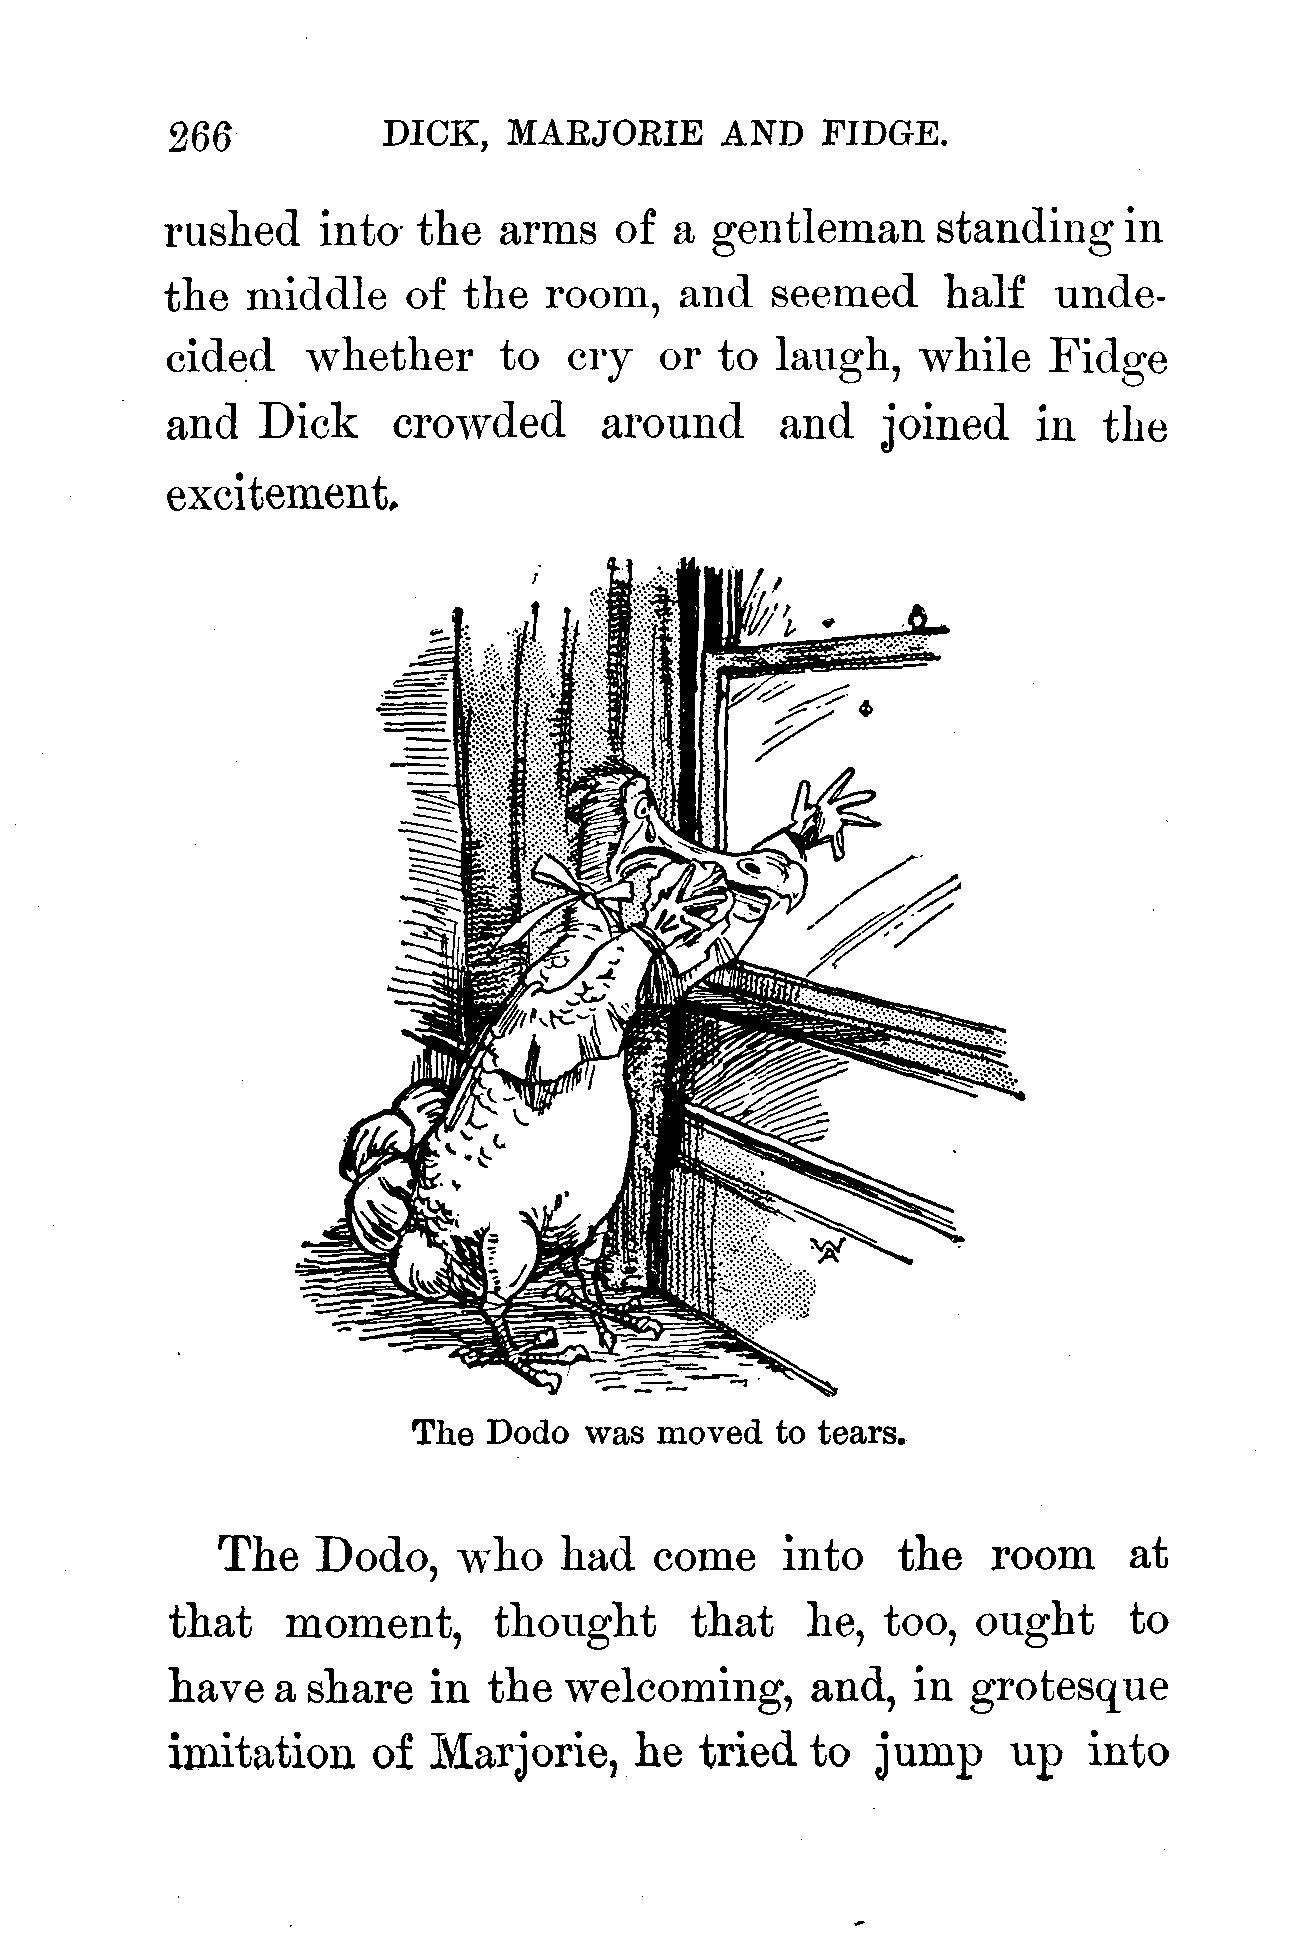 266 DICK, MARJORIE AND FIDGE.
rushed into the arms of a gentleman standing in
the middle of the room, and seemed half unde-
cided whether to cry or to laugh, while Fidge
and Dick crowded around and joined in the
excitement.
The Dodo was moved to tears.
The Dodo, who had come into the room at
that moment, thought that he, too, ought to
have a share in the welcoming, and, in grotesque
imitation of Marjorie, he tried to jump up into